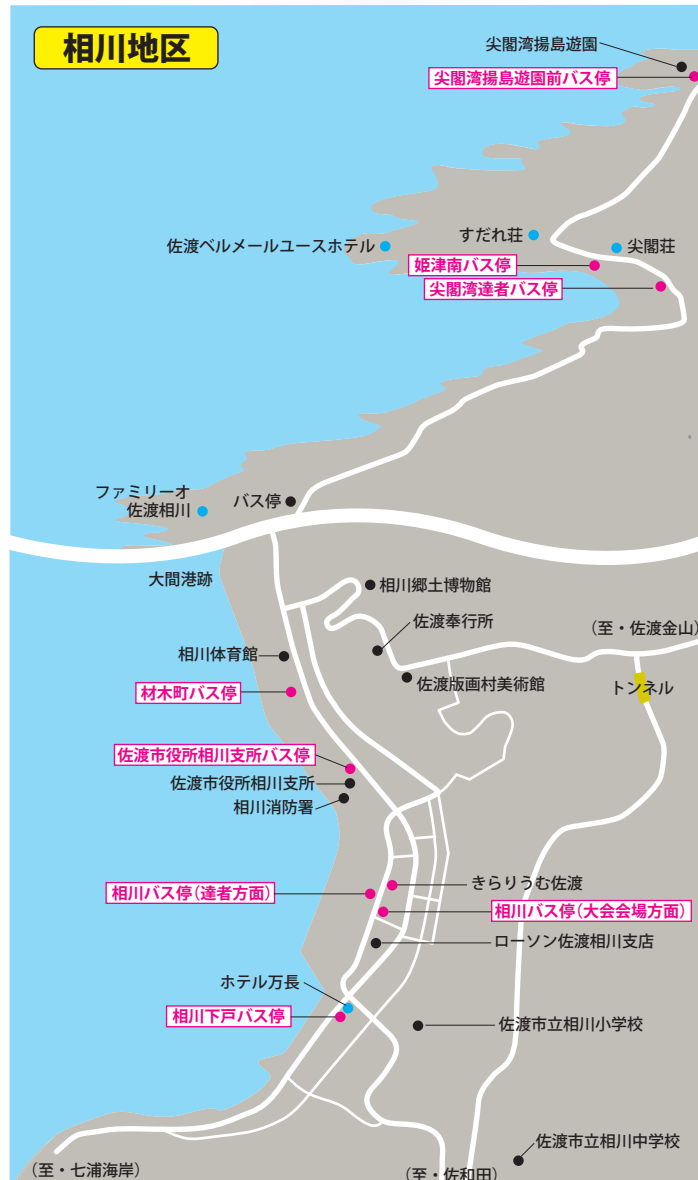 相川地区
尖閣湾揚島遊園
尖閣湾揚島遊園前バス停
佐渡ベルメールユースホテル
すだれ荘
尖閣荘
姫津南バス停
尖閣湾達者バス停
ファミリーオ
佐渡相川
バス停
大間港跡
相川郷土博物館
佐渡奉行所
(至・佐渡金山)
相川体育館
佐渡版画村美術館
トンネル
材木町バス停
佐渡市役所相川支所バス停
佐渡市役所相川支所
相川消防署
きらりうむ佐渡
相川バス停(達者方面)
相川バス停(大会会場方面)
ローソン佐渡相川支店
ホテル万長
相川下戸バス停
佐渡市立相川小学校
佐渡市立相川中学校
(至・七浦海岸)
(至・佐和田)